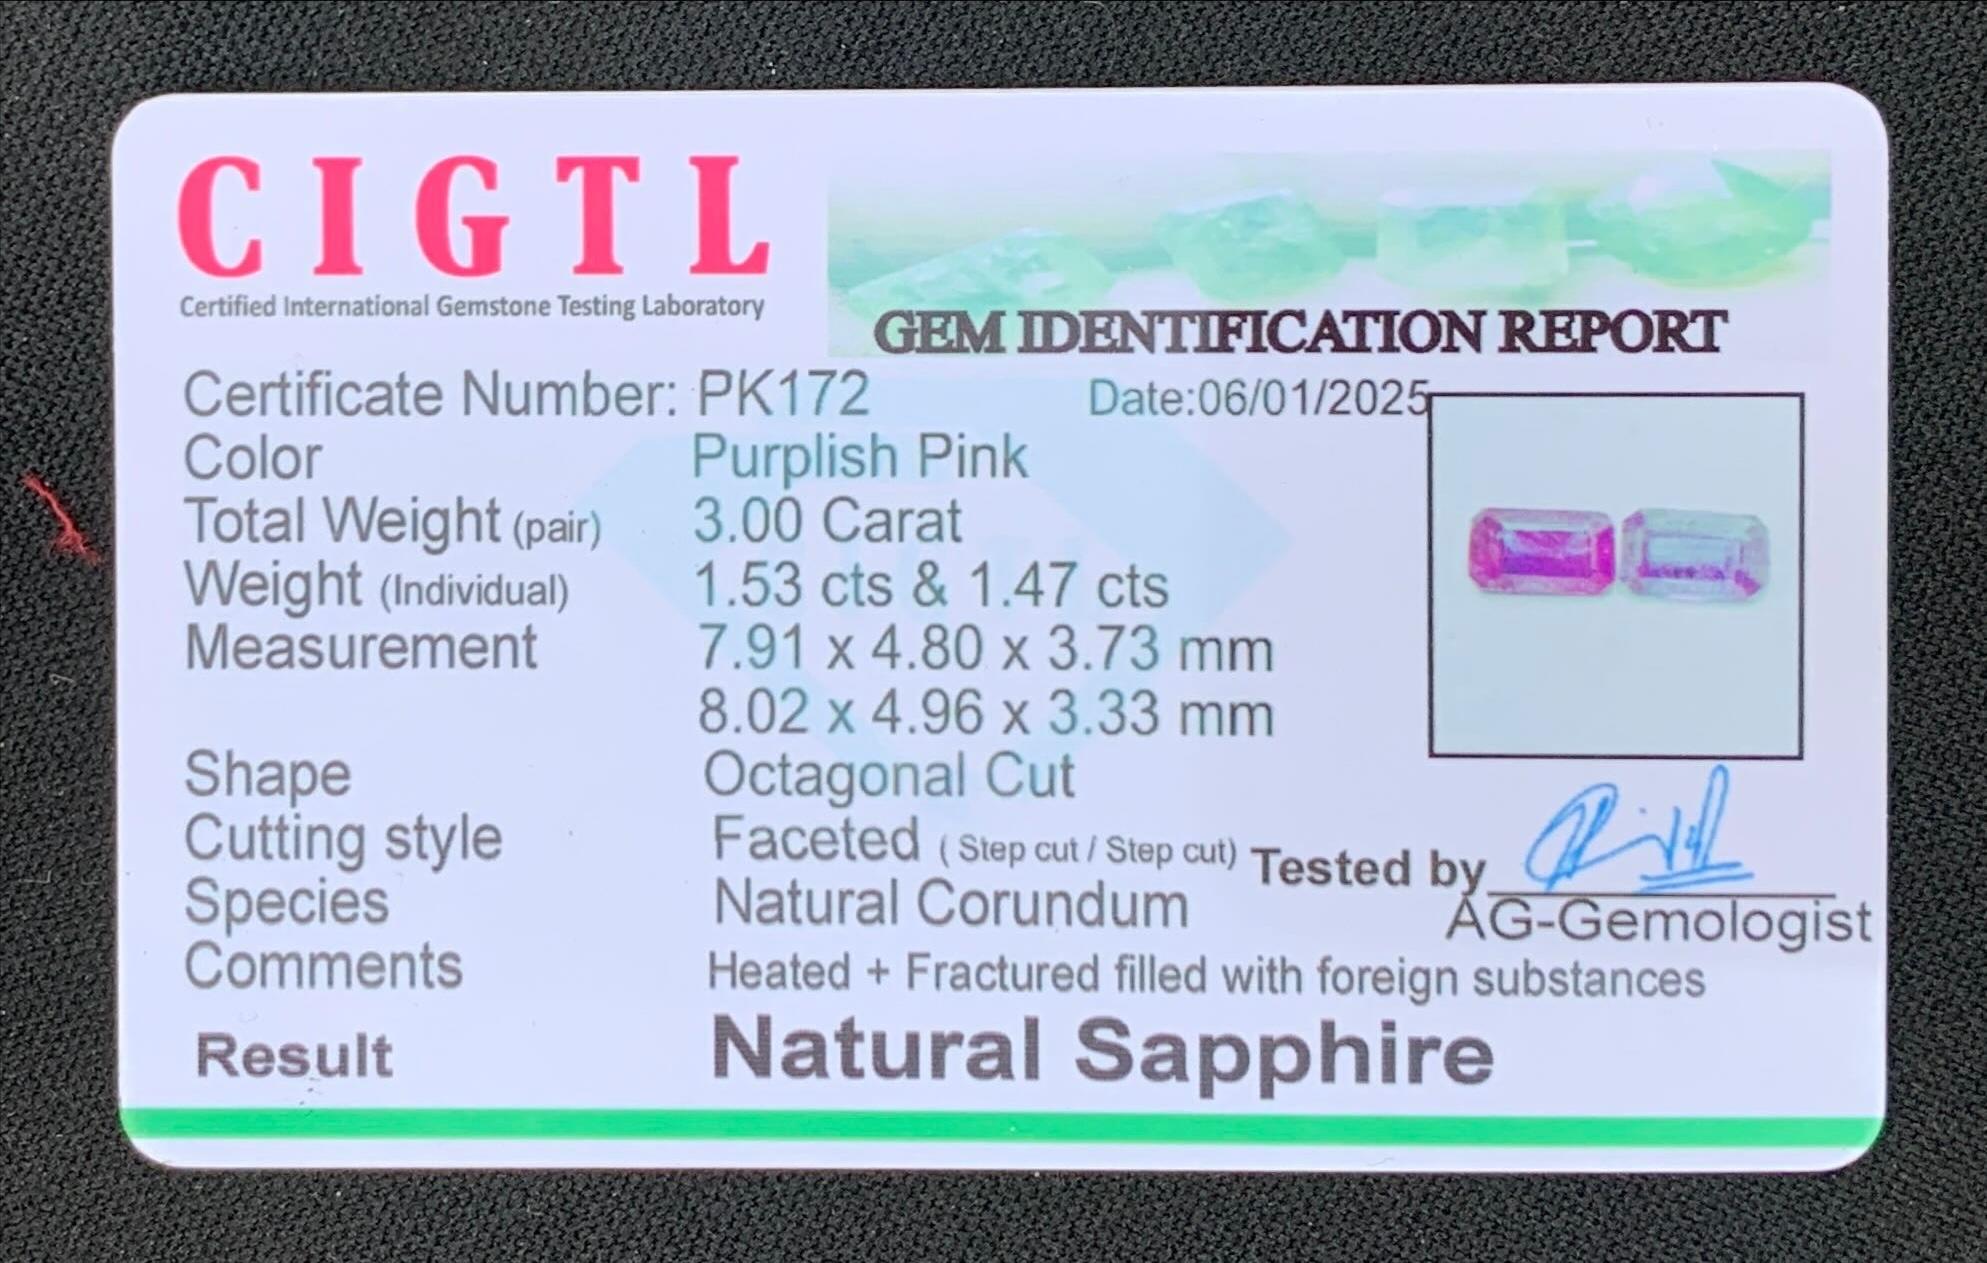 CIGTL
Certified International Gemstone Testing Laboratory
GEM IDENTIFICATION REPORT
Certificate Number: PK172
Date:06/01/2025
Color Purplish Pink
Total Weight (pair) 3.00 Carat
Weight (Individual) 1.53 cts & 1.47 cts
Measurement 7.91 x 4.80 x 3.73 mm
8.02 x 4.96 x 3.33 mm
Shape Octagonal Cut
Cutting style Faceted ( Step cut / Step cut)
Tested by
Species Natural Corundum
AG-Gemologist
Comments Heated + Fractured filled with foreign substances
Result Natural Sapphire